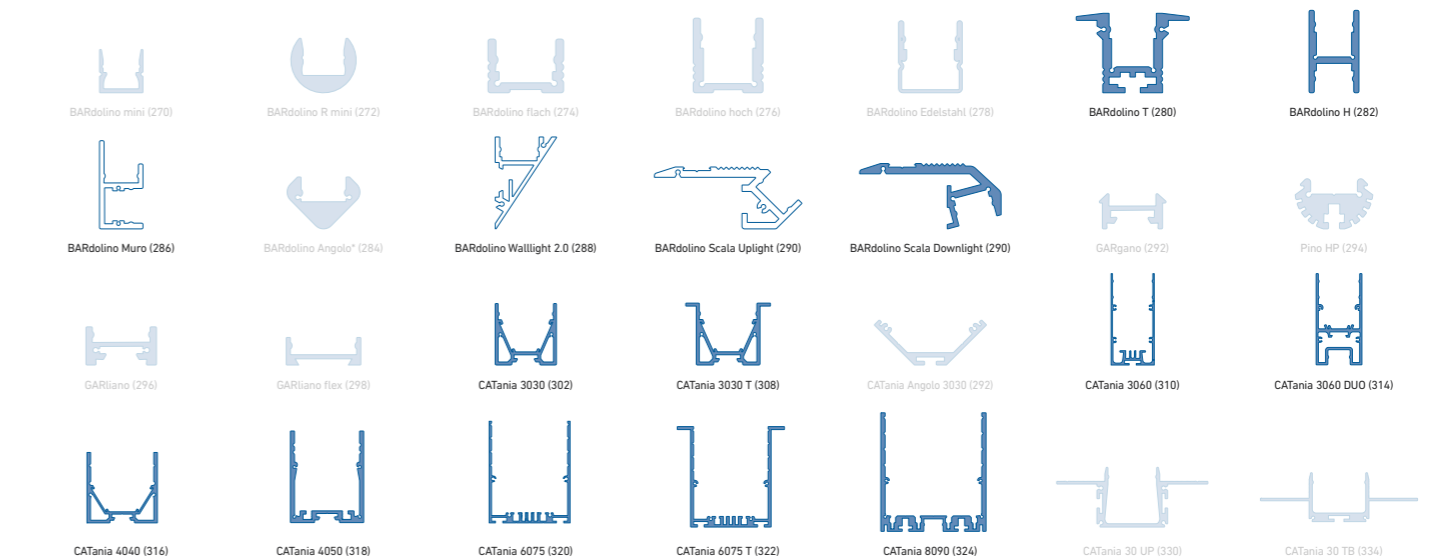 BARdolino mini (270)
BARdolino R mini (272)
BARdolino flach (274)
BARdolino hoch (276)
BARdolino Edelstahl (278)
BARdolino T (280)
BARdolino H (282)
BARdolino Muro (286)
BARdolino Angolo* (284)
BARdolino Walllight 2.0 (288)
BARdolino Scala Uplight (290)
BARdolino Scala Downlight (290)
GARgano (292)
Pino HP (294)
GARliano (296)
GARliano flex (298)
CATania 3030 (302)
CATania 3030 T (308)
CATania Angolo 3030 (292)
CATania 3060 (310)
CATania 3060 DUO (314)
CATania 4040 (316)
CATania 4050 (318)
CATania 6075 (320)
CATania 6075 T (322)
CATania 8090 (324)
CATania 30 UP (330)
CATania 30 TB (334)